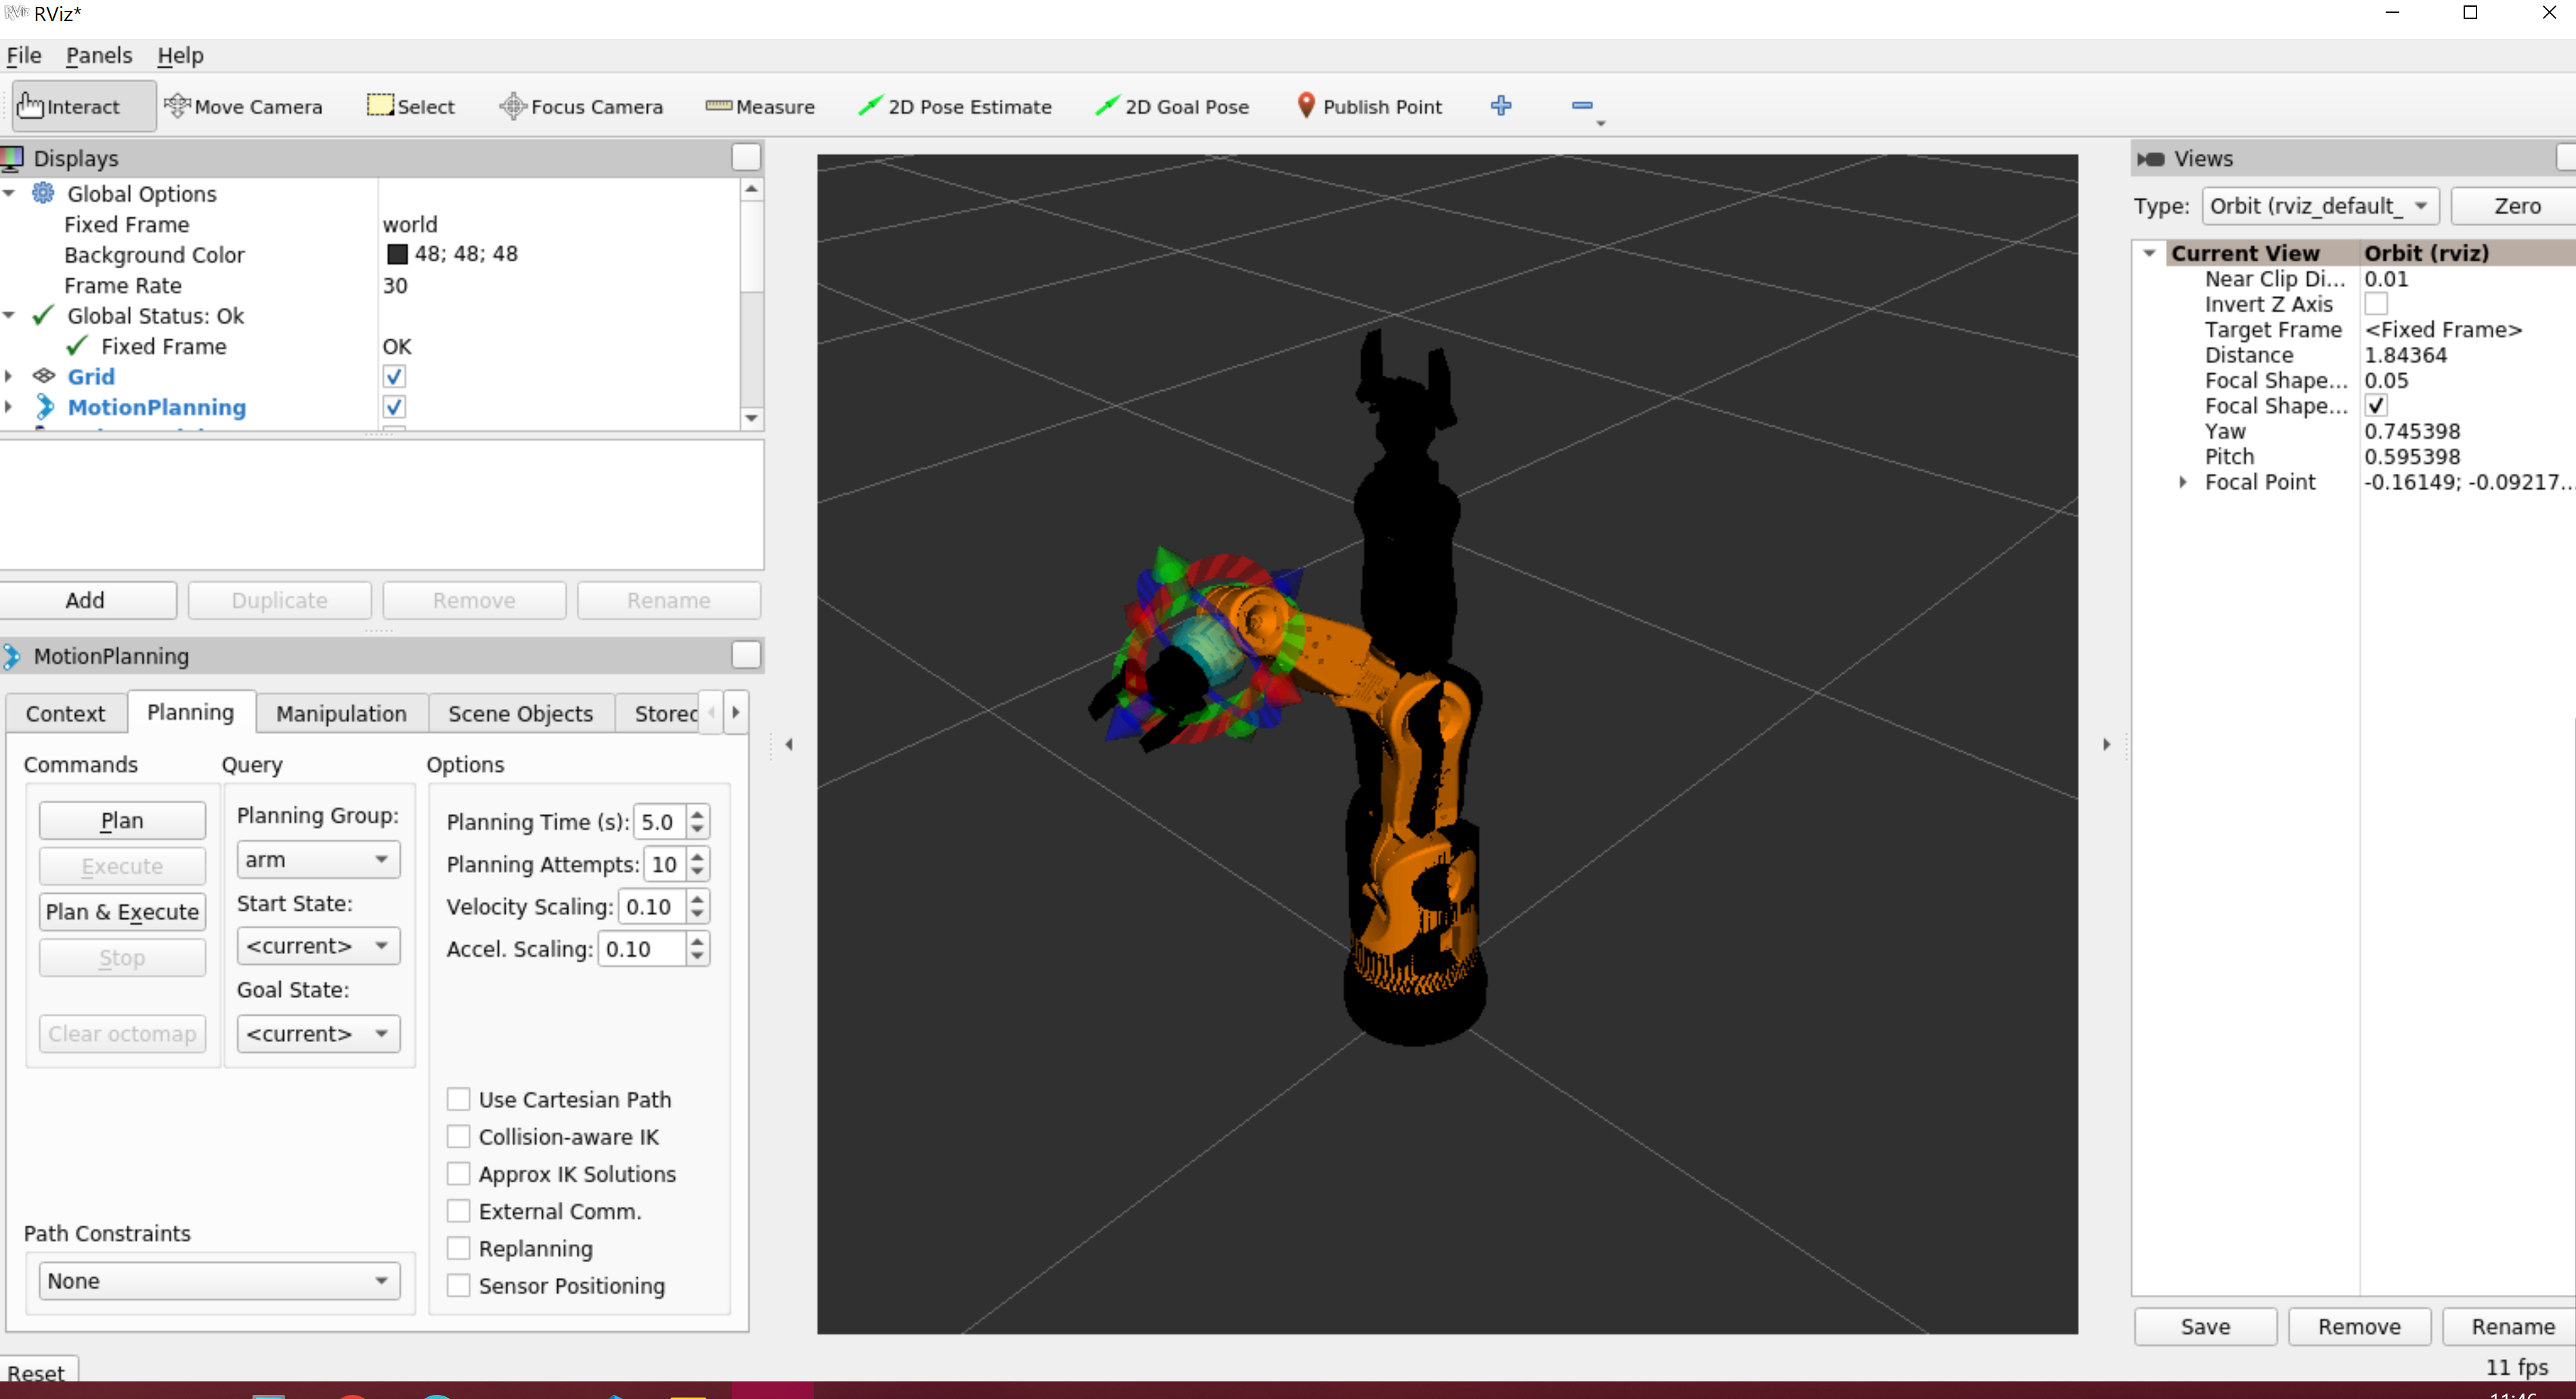 RViz*
File Panels Help
Interact Move Camera Select Focus Camera Measure 2D Pose Estimate 2D Goal Pose Publish Point
Displays
Global Options
Fixed Frame world
Background Color 48; 48; 48
Frame Rate 30
Global Status: Ok
Fixed Frame OK
Grid
MotionPlanning
Add Duplicate Remove Rename
MotionPlanning
Context Planning Manipulation Scene Objects Stored
Commands Query Options
Plan
Execute
Plan & Execute
Stop
Clear octomap
Planning Group:
arm
Start State:
<current>
Goal State:
<current>
Planning Time (s): 5.0
Planning Attempts: 10
Velocity Scaling: 0.10
Accel. Scaling: 0.10
Use Cartesian Path
Collision-aware IK
Approx IK Solutions
External Comm.
Replanning
Sensor Positioning
Path Constraints
None
Reset
Views
Type: Orbit (rviz_default_ Zero
Current View Orbit (rviz)
Near Clip Di... 0.01
Invert Z Axis
Target Frame <Fixed Frame>
Distance 1.84364
Focal Shape... 0.05
Focal Shape...
Yaw 0.745398
Pitch 0.595398
Focal Point -0.16149; -0.09217...
Save Remove Rename
11 fps